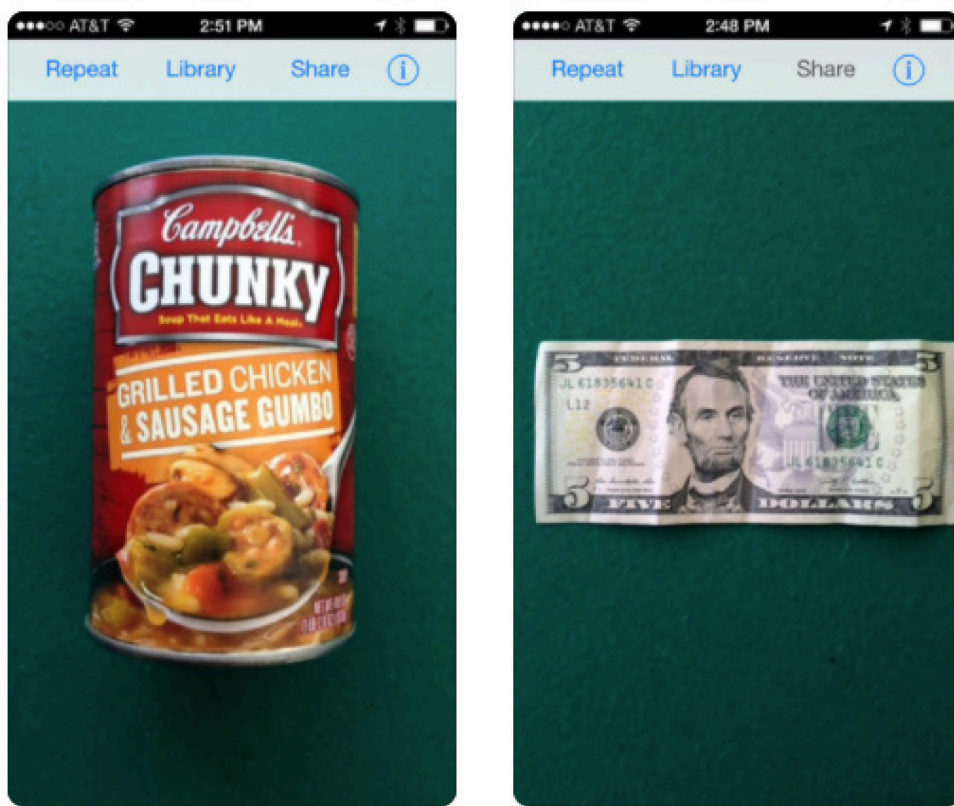 AT&T 2:51 PM
Repeat Library Share i
Campbell's
CHUNKY
Soup That Eats Like A Meal
GRILLED CHICKEN
& SAUSAGE GUMBO
AT&T 2:48 PM
Repeat Library Share i
5 FEDERAL RESERVE NOTE 5
JL 61835641 C
THE UNITED STATES
OF AMERICA
L12
JL 61835641 C
5 FIVE DOLLARS 5